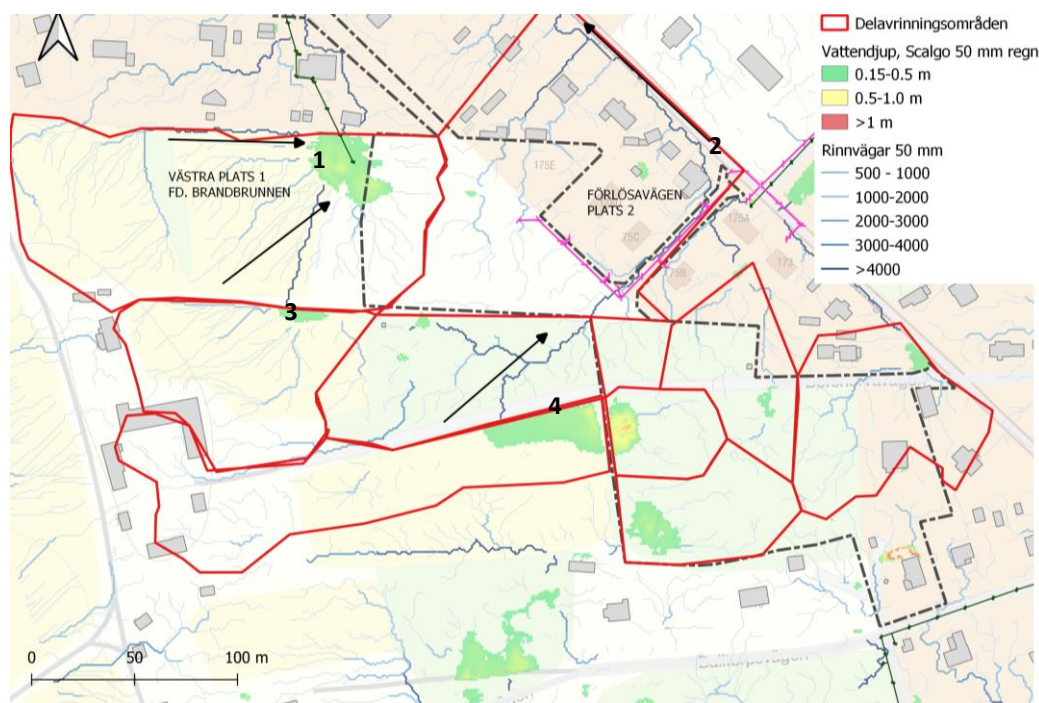 Delavrinningsområden
Vattendjup, Scalgo 50 mm regn
0.15-0.5 m
0.5-1.0 m
>1 m
Rinnvägar 50 mm
500 - 1000
1000-2000
2000-3000
3000-4000
>4000
2
1
175E
VÄSTRA PLATS 1
FD. BRANDBRUNNEN
FÖRLÖSAVÄGEN
PLATS 2
175A
173
3
4
0
50
100 m